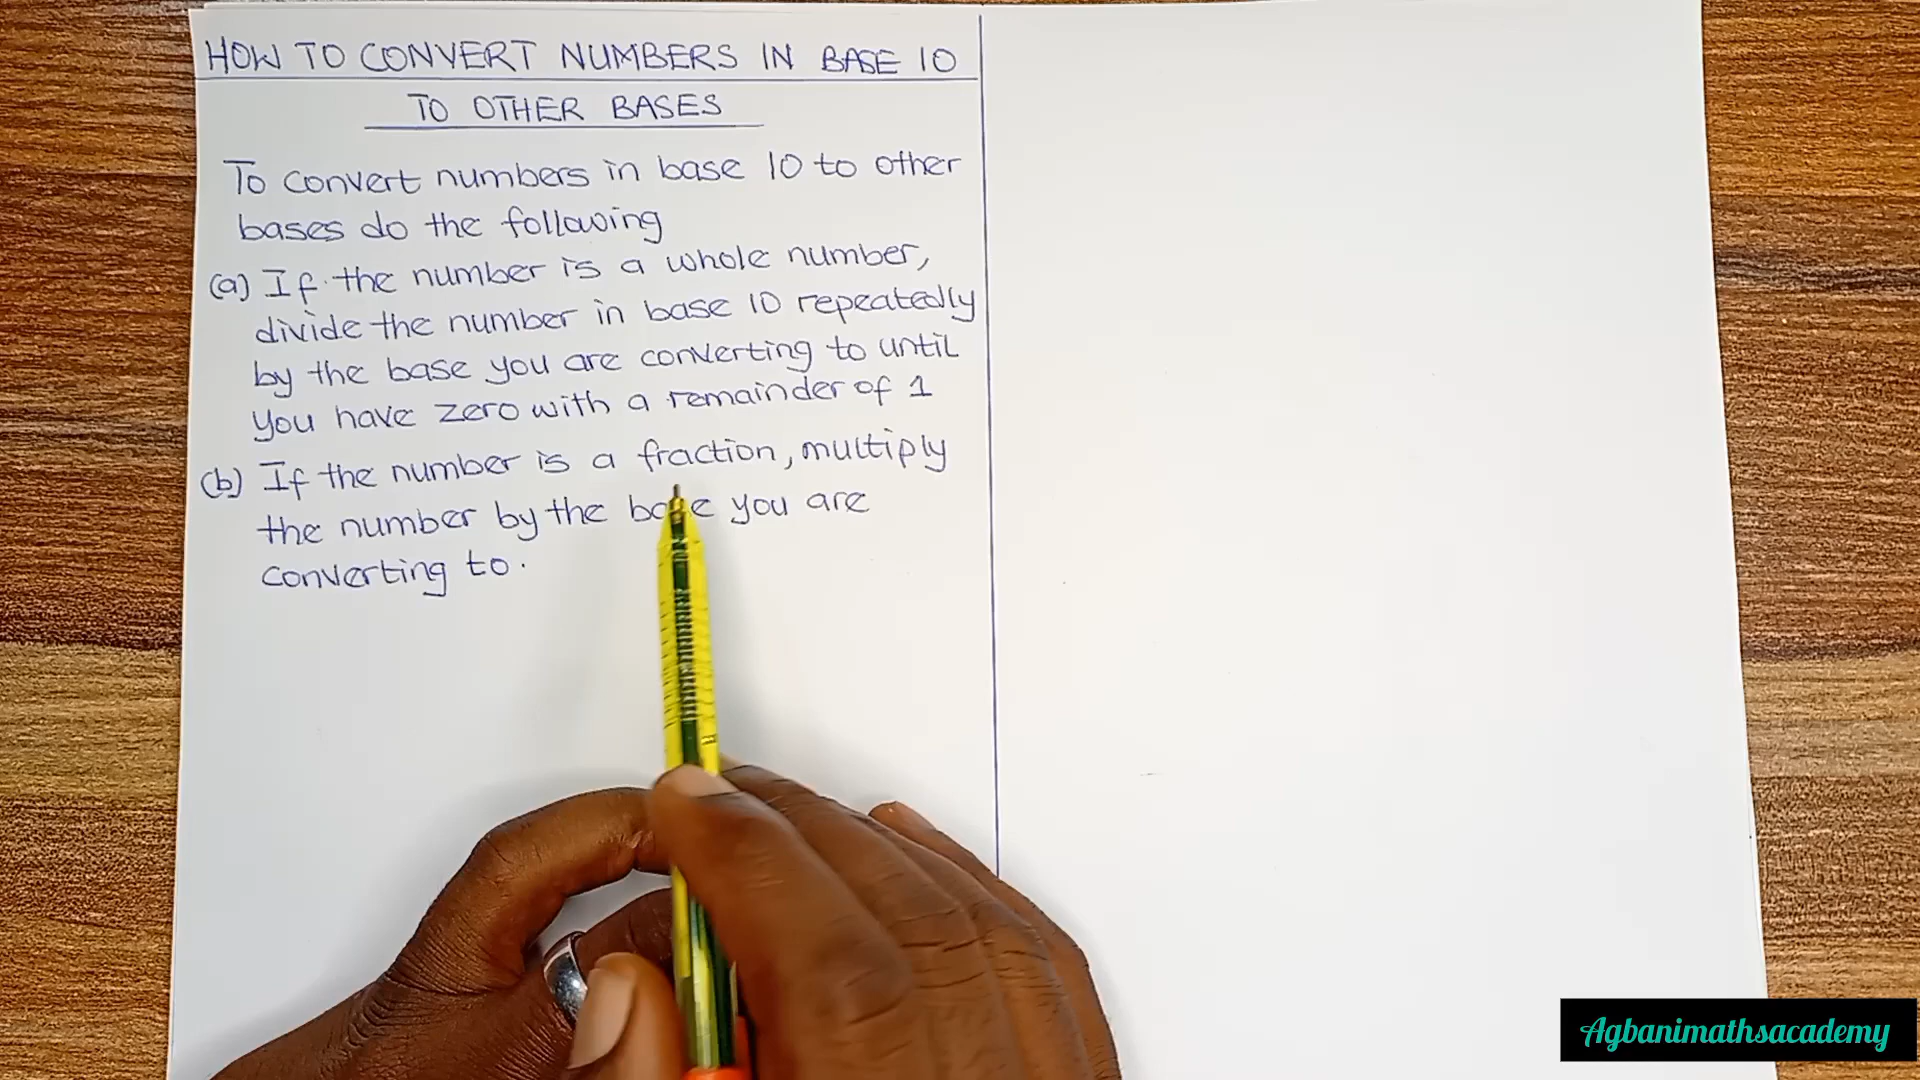 HOW TO CONVERT NUMBERS IN BASE 10
TO OTHER BASES
To convert numbers in base 10 to other
bases do the following
(a) If the number is a whole number,
divide the number in base 10 repeatedly
by the base you are converting to until
you have zero with a remainder of 1
(b) If the number is a fraction, multiply
the number by the base you are
converting to.
Agbanimathsacademy